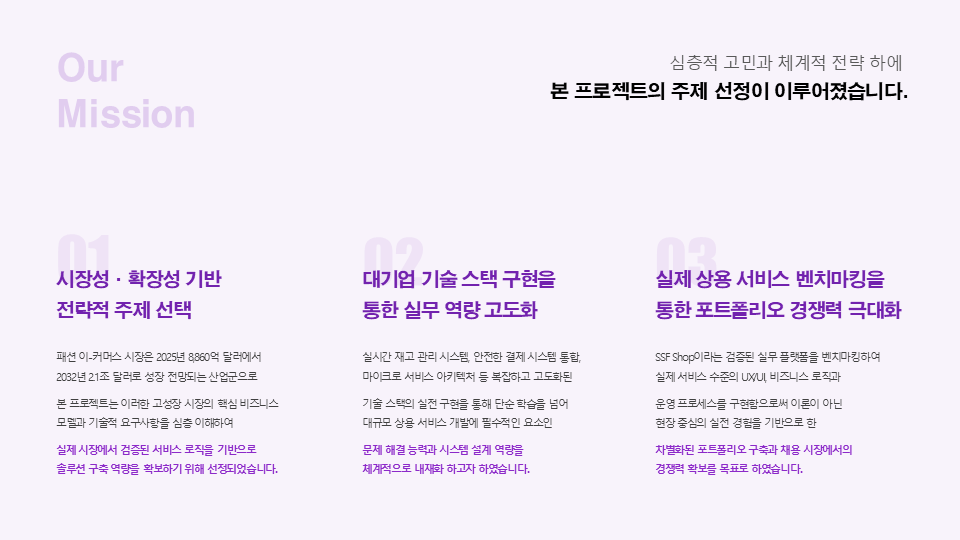 Our
Mission
심층적 고민과 체계적 전략 하에
본 프로젝트의 주제 선정이 이루어졌습니다.
01
시장성 · 확장성 기반
전략적 주제 선택
패션 이-커머스 시장은 2025년 8,860억 달러에서
2032년 2.1조 달러로 성장 전망되는 산업군으로
본 프로젝트는 이러한 고성장 시장의 핵심 비즈니스
모델과 기술적 요구사항을 심층 이해하여
실제 시장에서 검증된 서비스 로직을 기반으로
솔루션 구축 역량을 확보하기 위해 선정되었습니다.
02
대기업 기술 스택 구현을
통한 실무 역량 고도화
실시간 재고 관리 시스템, 안전한 결제 시스템 통합,
마이크로 서비스 아키텍처 등 복잡하고 고도화된
기술 스택의 실전 구현을 통해 단순 학습을 넘어
대규모 상용 서비스 개발에 필수적인 요소인
문제 해결 능력과 시스템 설계 역량을
체계적으로 내재화 하고자 하였습니다.
03
실제 상용 서비스 벤치마킹을
통한 포트폴리오 경쟁력 극대화
SSF Shop이라는 검증된 실무 플랫폼을 벤치마킹하여
실제 서비스 수준의 UX/UI, 비즈니스 로직과
운영 프로세스를 구현함으로써 이론이 아닌
현장 중심의 실전 경험을 기반으로 한
차별화된 포트폴리오 구축과 채용 시장에서의
경쟁력 확보를 목표로 하였습니다.